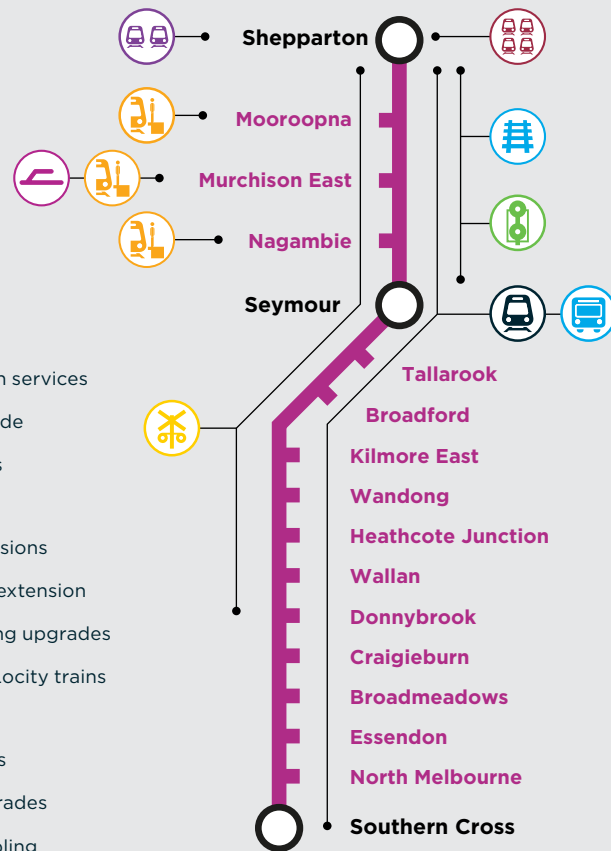 Shepparton
Mooroopna
Murchison East
Nagambie
Seymour
Tallarook
Broadford
Kilmore East
Wandong
Heathcote Junction
Wallan
Donnybrook
Craigieburn
Broadmeadows
Essendon
North Melbourne
Southern Cross
services
extension
upgrades
trains